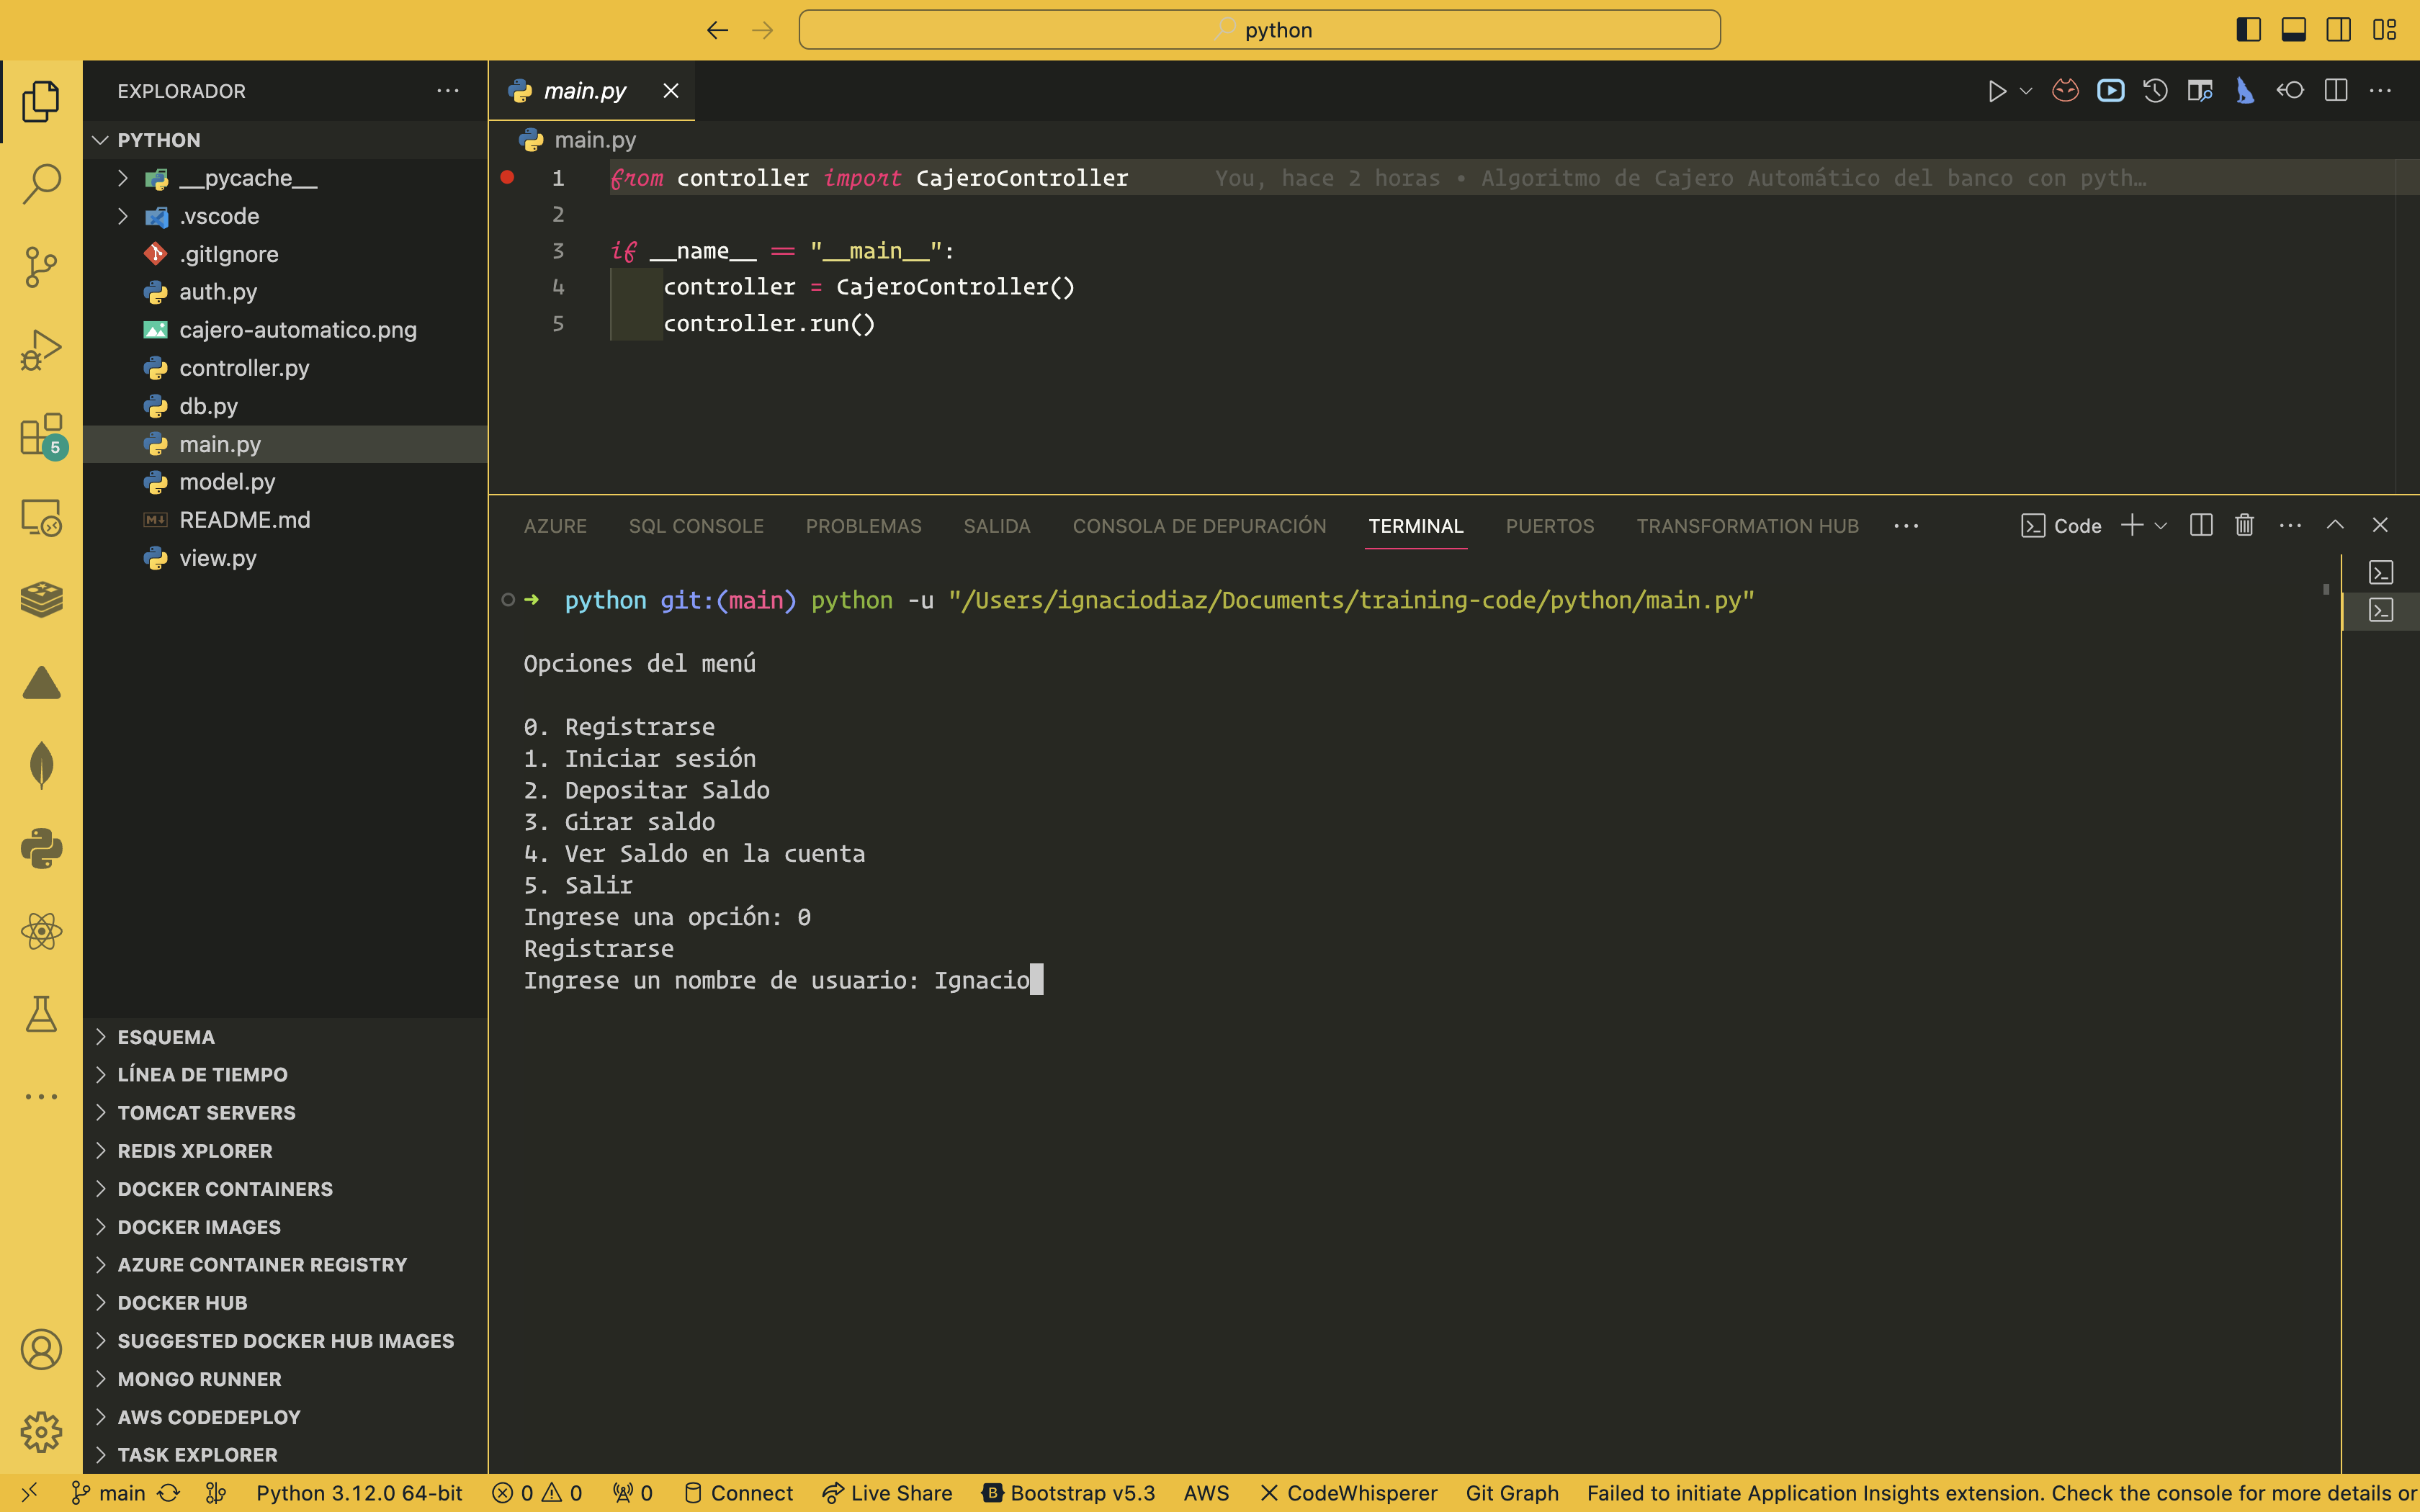 python
EXPLORADOR
PYTHON
__pycache__
.vscode
.gitIgnore
auth.py
cajero-automatico.png
controller.py
db.py
main.py
model.py
README.md
view.py
ESQUEMA
LÍNEA DE TIEMPO
TOMCAT SERVERS
REDIS XPLORER
DOCKER CONTAINERS
DOCKER IMAGES
AZURE CONTAINER REGISTRY
DOCKER HUB
SUGGESTED DOCKER HUB IMAGES
MONGO RUNNER
AWS CODEDEPLOY
TASK EXPLORER
5
main.py
main.py
1 from controller import CajeroController You, hace 2 horas • Algoritmo de Cajero Automático del banco con pyth…
2
3 if __name__ == "__main__":
4 controller = CajeroController()
5 controller.run()
AZURE SQL CONSOLE PROBLEMAS SALIDA CONSOLA DE DEPURACIÓN TERMINAL PUERTOS TRANSFORMATION HUB ··· Code
➜ python git:(main) python -u "/Users/ignaciodiaz/Documents/training-code/python/main.py"
Opciones del menú
0. Registrarse
1. Iniciar sesión
2. Depositar Saldo
3. Girar saldo
4. Ver Saldo en la cuenta
5. Salir
Ingrese una opción: 0
Registrarse
Ingrese un nombre de usuario: Ignacio
main Python 3.12.0 64-bit 0 0 0 Connect Live Share B Bootstrap v5.3 AWS CodeWhisperer Git Graph Failed to initiate Application Insights extension. Check the console for more details or